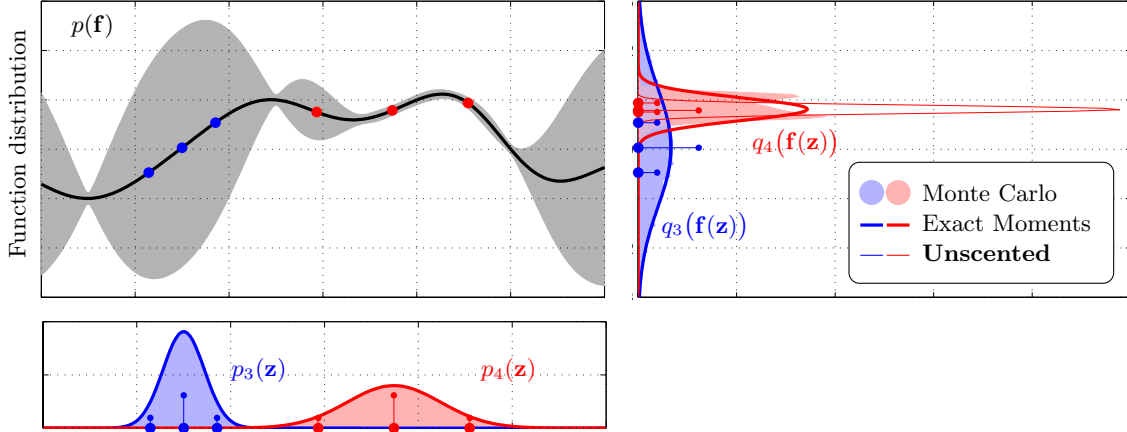 Function distribution
p(f)
q₄(f(z))
q₃(f(z))
Monte Carlo
Exact Moments
Unscented
p₃(z)
p₄(z)